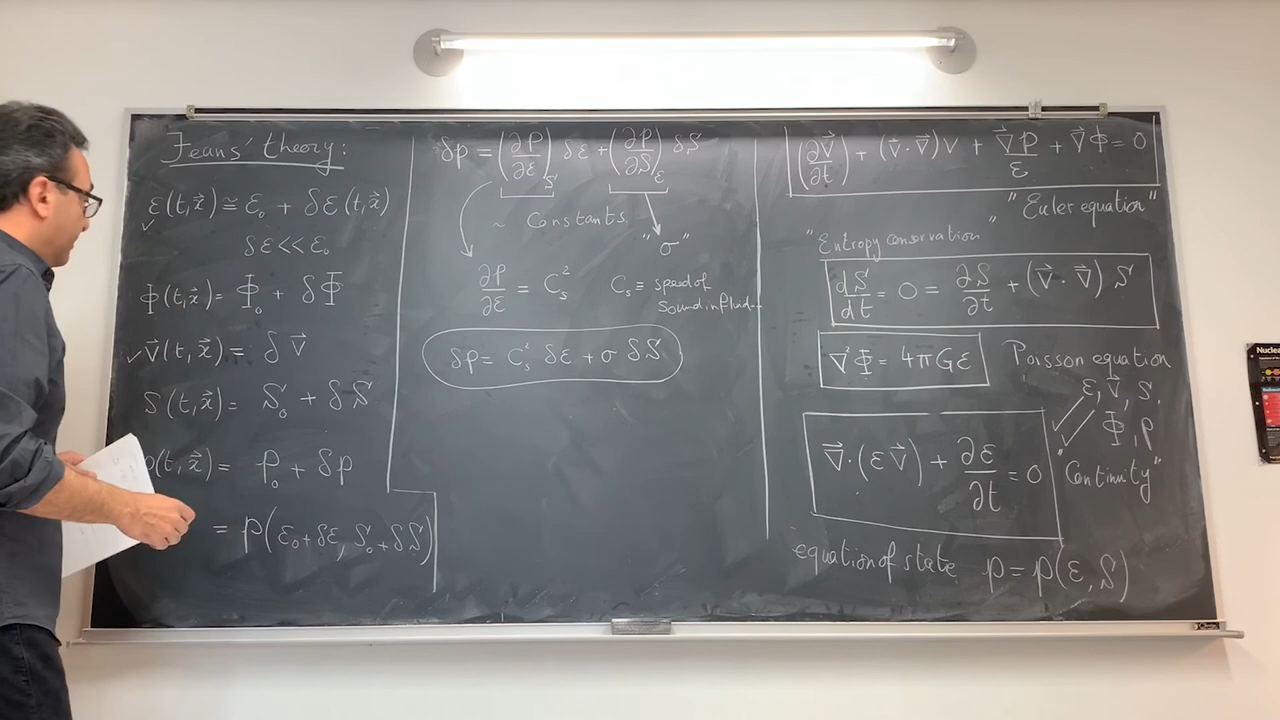 Jeans' theory:
ε(t,x⃗) ≅ ε₀ + δε(t,x⃗)
✓
δε << ε₀
Φ(t,x⃗) = Φ₀ + δΦ
✓ v⃗(t,x⃗) = δv⃗
S(t,x⃗) = S₀ + δS
p(t,x⃗) = p₀ + δp
= p(ε₀+δε, S₀+δS)
δp = (∂p/∂ε)_S δε + (∂p/∂S)_ε δS
~ Constants
"σ"
∂p/∂ε = C_s² C_s ≡ speed of
Sound in fluid--
δp = C_s² δε + σ δS
(∂v⃗/∂t) + (v⃗·∇⃗)v + ∇⃗p/ε + ∇⃗Φ = 0
" "Euler equation"
"Entropy conservation
dS/dt = 0 = ∂S/∂t + (v⃗·∇⃗) S
∇²Φ = 4πGε Poisson equation
ε, v⃗, S.
Φ, p
∇⃗·(εv⃗) + ∂ε/∂t = 0 "Continuity"
equation of state p = p(ε, S)